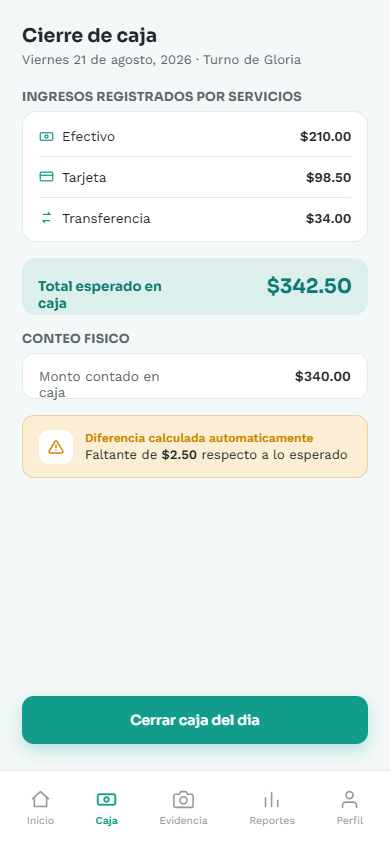 Cierre de caja
Viernes 21 de agosto, 2026 · Turno de Gloria
INGRESOS REGISTRADOS POR SERVICIOS
Efectivo $210.00
Tarjeta $98.50
Transferencia $34.00
Total esperado en caja $342.50
CONTEO FISICO
Monto contado en caja $340.00
Diferencia calculada automaticamente
Faltante de $2.50 respecto a lo esperado
Cerrar caja del dia
Inicio Caja Evidencia Reportes Perfil